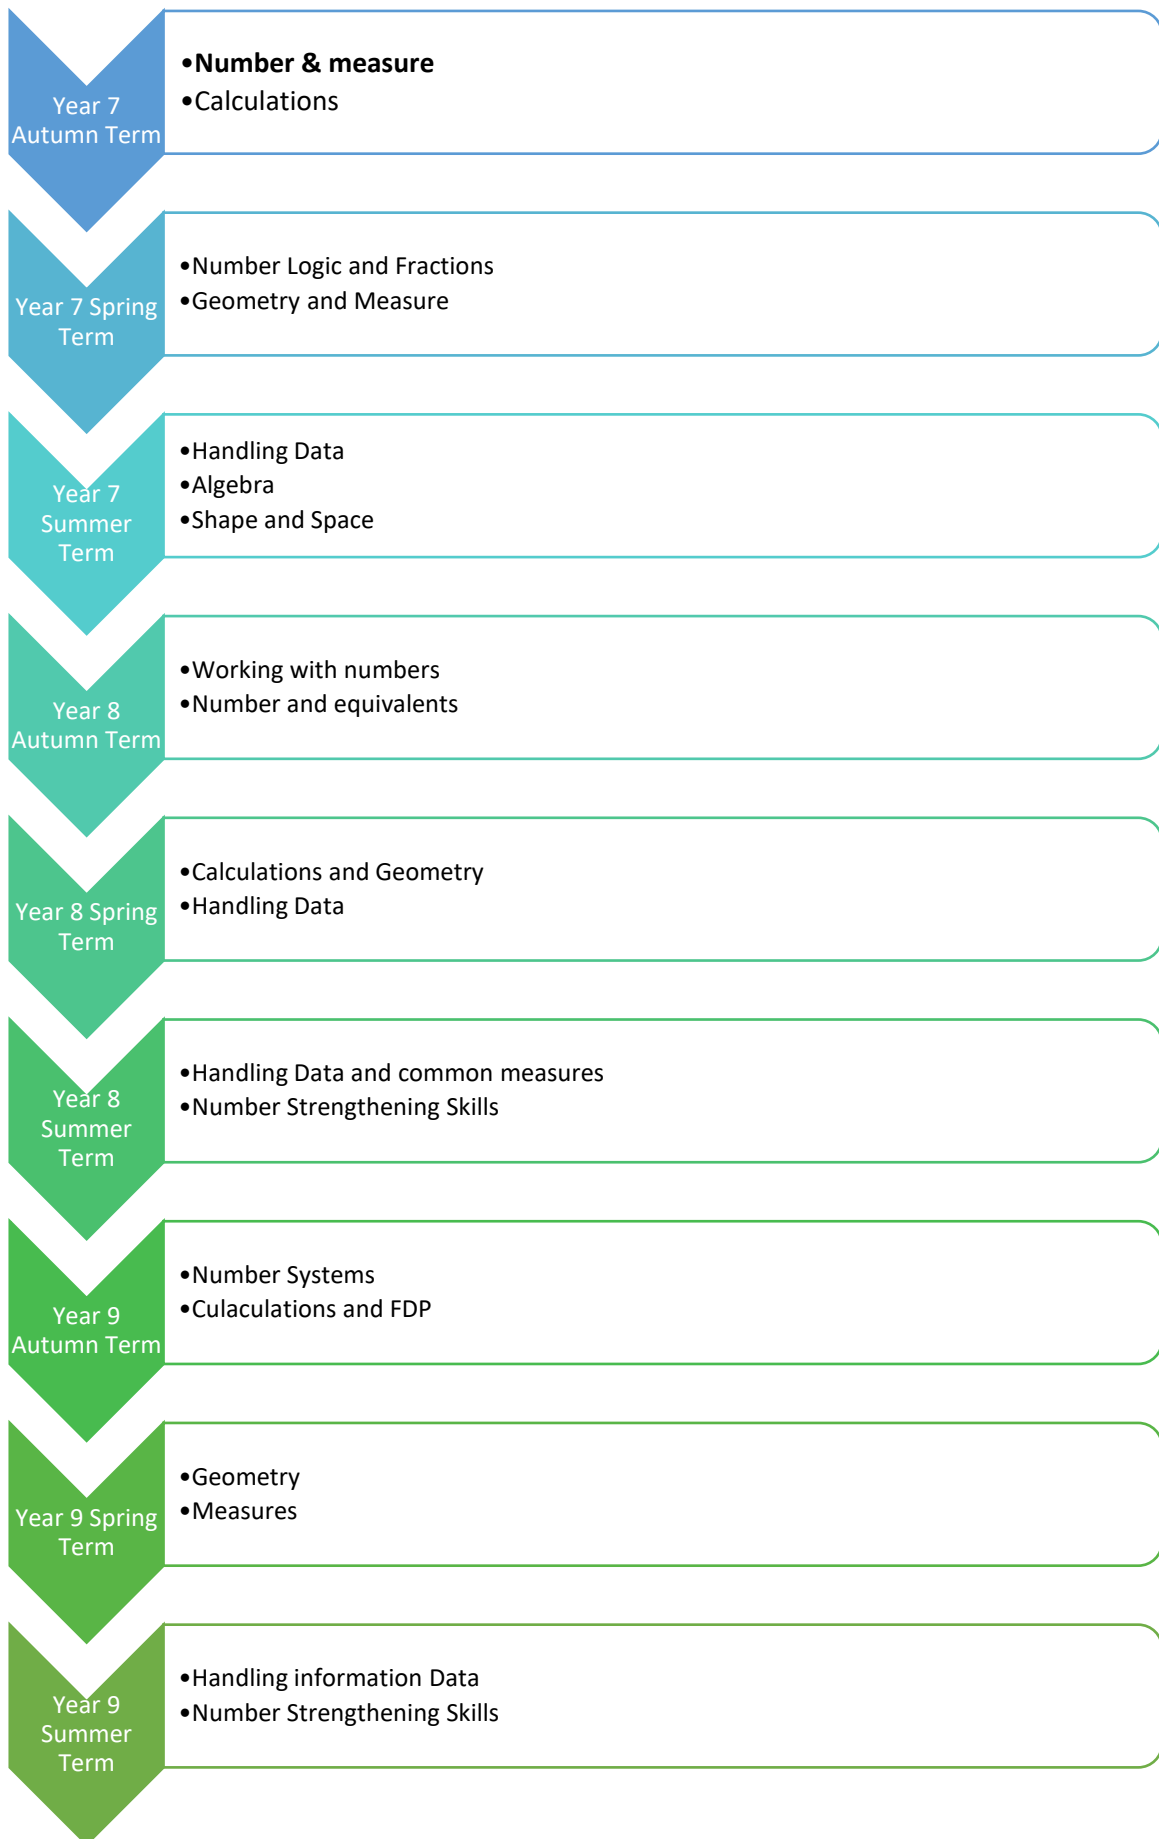 Year 7
Autumn Term
•Number & measure
•Calculations
Year 7 Spring
Term
•Number Logic and Fractions
•Geometry and Measure
Year 7
Summer
Term
•Handling Data
•Algebra
•Shape and Space
Year 8
Autumn Term
•Working with numbers
•Number and equivalents
Year 8 Spring
Term
•Calculations and Geometry
•Handling Data
Year 8
Summer
Term
•Handling Data and common measures
•Number Strengthening Skills
Year 9
Autumn Term
•Number Systems
•Culaculations and FDP
Year 9 Spring
Term
•Geometry
•Measures
Year 9
Summer
Term
•Handling information Data
•Number Strengthening Skills